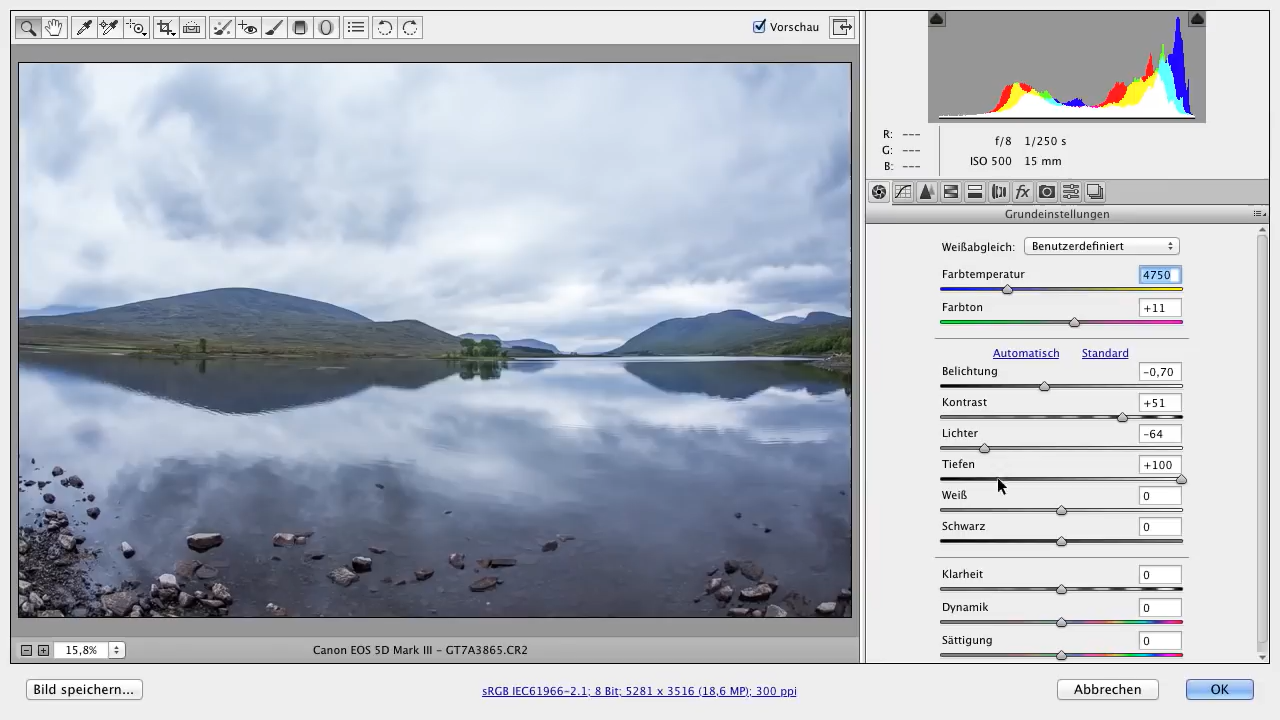 Vorschau
R: ---
G: ---
B: ---
f/8 1/250 s
ISO 500 15 mm
fx
Grundeinstellungen
Weißabgleich: Benutzerdefiniert
Farbtemperatur 4750
Farbton +11
Automatisch Standard
Belichtung -0,70
Kontrast +51
Lichter -64
Tiefen +100
Weiß 0
Schwarz 0
Klarheit 0
Dynamik 0
Sättigung 0
15,8% Canon EOS 5D Mark III - GT7A3865.CR2
Bild speichern... sRGB IEC61966-2.1; 8 Bit; 5281 x 3516 (18,6 MP); 300 ppi Abbrechen OK